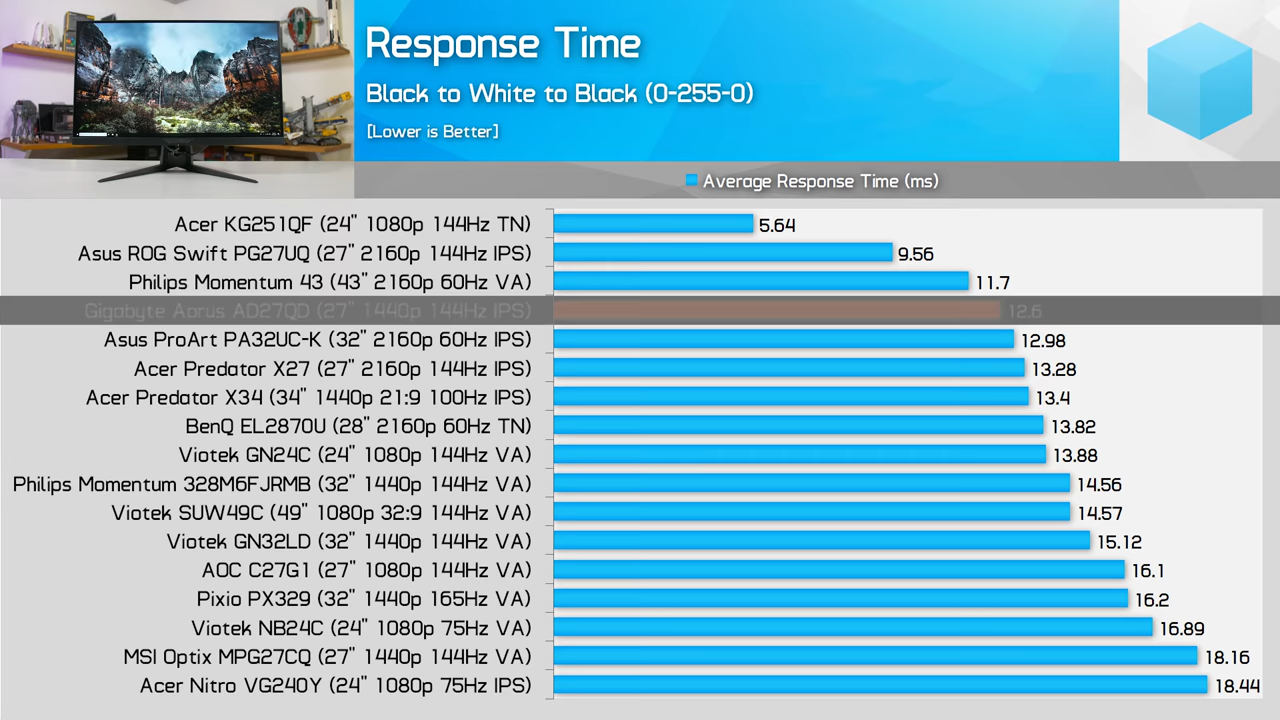 Response Time
Black to White to Black (0-255-0)
[Lower is Better]
Average Response Time (ms)
Acer KG251QF (24" 1080p 144Hz TN) 5.64
Asus ROG Swift PG27UQ (27" 2160p 144Hz IPS) 9.56
Philips Momentum 43 (43" 2160p 60Hz VA) 11.7
Gigabyte Aorus AD27QD (27" 1440p 144Hz IPS) 12.6
Asus ProArt PA32UC-K (32" 2160p 60Hz IPS) 12.98
Acer Predator X27 (27" 2160p 144Hz IPS) 13.28
Acer Predator X34 (34" 1440p 21:9 100Hz IPS) 13.4
BenQ EL2870U (28" 2160p 60Hz TN) 13.82
Viotek GN24C (24" 1080p 144Hz VA) 13.88
Philips Momentum 328M6FJRMB (32" 1440p 144Hz VA) 14.56
Viotek SUW49C (49" 1080p 32:9 144Hz VA) 14.57
Viotek GN32LD (32" 1440p 144Hz VA) 15.12
AOC C27G1 (27" 1080p 144Hz VA) 16.1
Pixio PX329 (32" 1440p 165Hz VA) 16.2
Viotek NB24C (24" 1080p 75Hz VA) 16.89
MSI Optix MPG27CQ (27" 1440p 144Hz VA) 18.16
Acer Nitro VG240Y (24" 1080p 75Hz IPS) 18.44